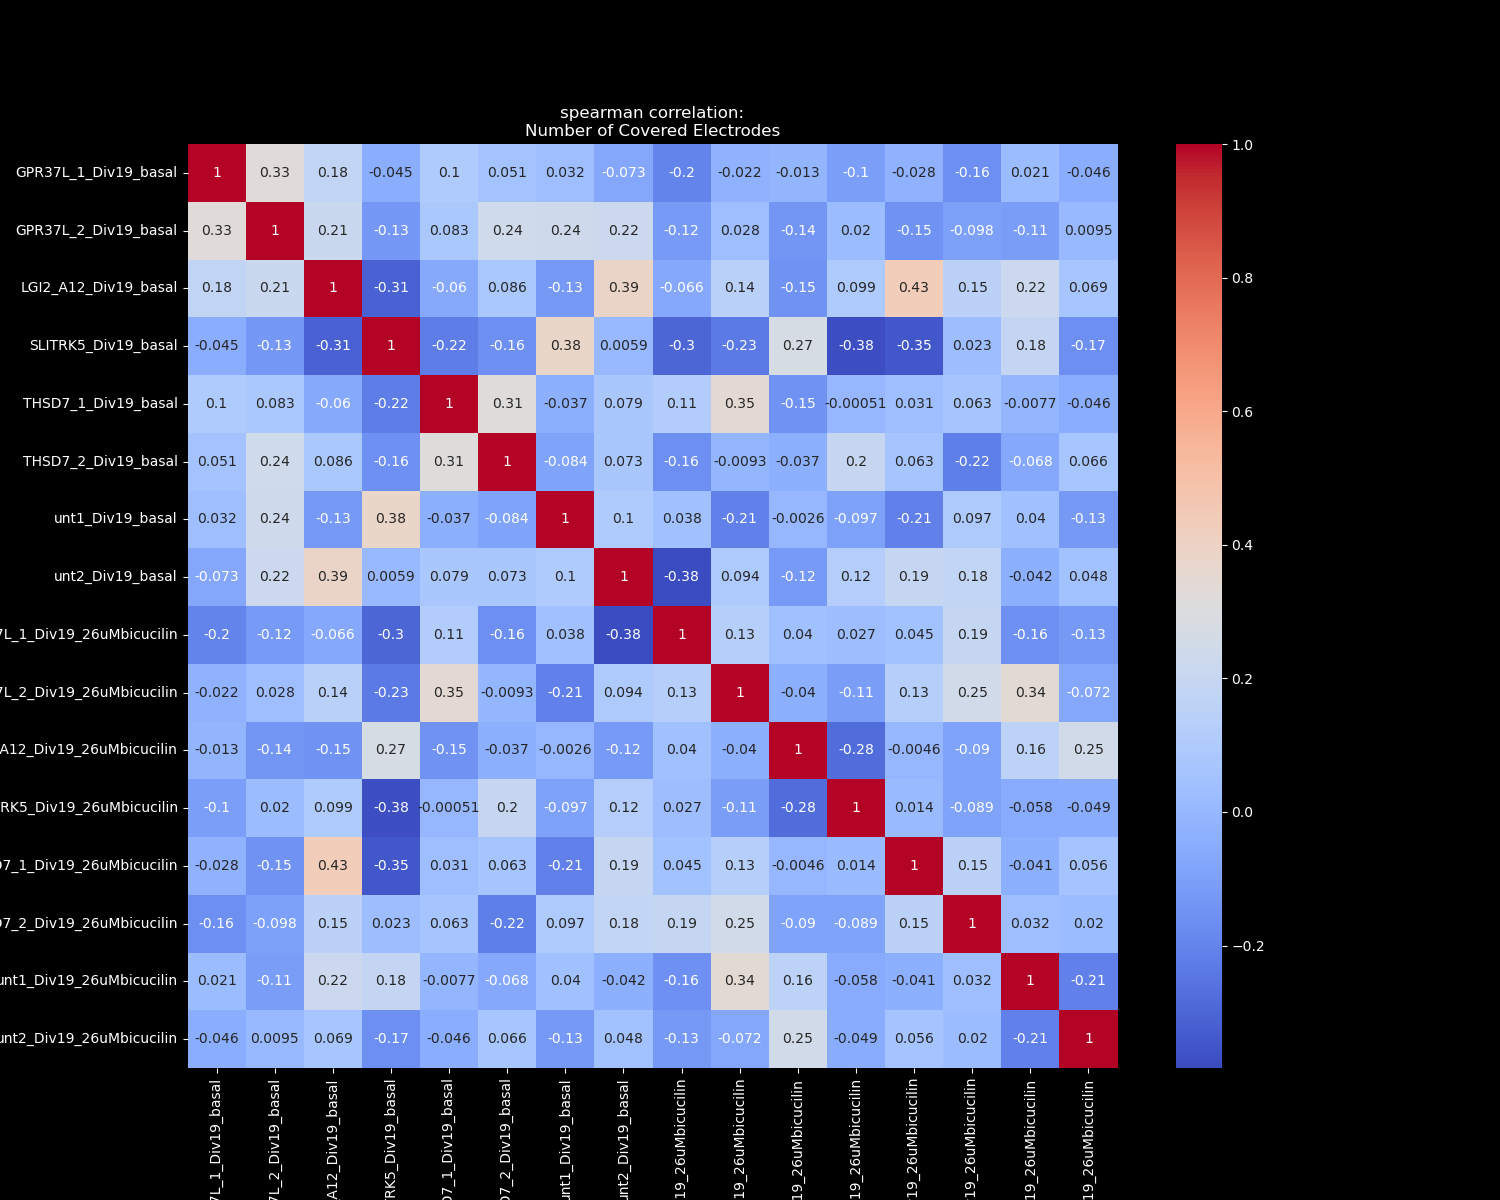 spearman correlation:
Number of Covered Electrodes
GPR37L_1_Div19_basal 1 0.33 0.18 -0.045 0.1 0.051 0.032 -0.073 -0.2 -0.022 -0.013 -0.1 -0.028 -0.16 0.021 -0.046
GPR37L_2_Div19_basal 0.33 1 0.21 -0.13 0.083 0.24 0.24 0.22 -0.12 0.028 -0.14 0.02 -0.15 -0.098 -0.11 0.0095
LGI2_A12_Div19_basal 0.18 0.21 1 -0.31 -0.06 0.086 -0.13 0.39 -0.066 0.14 -0.15 0.099 0.43 0.15 0.22 0.069
SLITRK5_Div19_basal -0.045 -0.13 -0.31 1 -0.22 -0.16 0.38 0.0059 -0.3 -0.23 0.27 -0.38 -0.35 0.023 0.18 -0.17
THSD7_1_Div19_basal 0.1 0.083 -0.06 -0.22 1 0.31 -0.037 0.079 0.11 0.35 -0.15 -0.00051 0.031 0.063 -0.0077 -0.046
THSD7_2_Div19_basal 0.051 0.24 0.086 -0.16 0.31 1 -0.084 0.073 -0.16 -0.0093 -0.037 0.2 0.063 -0.22 -0.068 0.066
unt1_Div19_basal 0.032 0.24 -0.13 0.38 -0.037 -0.084 1 0.1 0.038 -0.21 -0.0026 -0.097 -0.21 0.097 0.04 -0.13
unt2_Div19_basal -0.073 0.22 0.39 0.0059 0.079 0.073 0.1 1 -0.38 0.094 -0.12 0.12 0.19 0.18 -0.042 0.048
7L_1_Div19_26uMbicucilin -0.2 -0.12 -0.066 -0.3 0.11 -0.16 0.038 -0.38 1 0.13 0.04 0.027 0.045 0.19 -0.16 -0.13
7L_2_Div19_26uMbicucilin -0.022 0.028 0.14 -0.23 0.35 -0.0093 -0.21 0.094 0.13 1 -0.04 -0.11 0.13 0.25 0.34 -0.072
A12_Div19_26uMbicucilin -0.013 -0.14 -0.15 0.27 -0.15 -0.037 -0.0026 -0.12 0.04 -0.04 1 -0.28 -0.0046 -0.09 0.16 0.25
RK5_Div19_26uMbicucilin -0.1 0.02 0.099 -0.38 -0.00051 0.2 -0.097 0.12 0.027 -0.11 -0.28 1 0.014 -0.089 -0.058 -0.049
07_1_Div19_26uMbicucilin -0.028 -0.15 0.43 -0.35 0.031 0.063 -0.21 0.19 0.045 0.13 -0.0046 0.014 1 0.15 -0.041 0.056
07_2_Div19_26uMbicucilin -0.16 -0.098 0.15 0.023 0.063 -0.22 0.097 0.18 0.19 0.25 -0.09 -0.089 0.15 1 0.032 0.02
unt1_Div19_26uMbicucilin 0.021 -0.11 0.22 0.18 -0.0077 -0.068 0.04 -0.042 -0.16 0.34 0.16 -0.058 -0.041 0.032 1 -0.21
unt2_Div19_26uMbicucilin -0.046 0.0095 0.069 -0.17 -0.046 0.066 -0.13 0.048 -0.13 -0.072 0.25 -0.049 0.056 0.02 -0.21 1
7L_1_Div19_basal
7L_2_Div19_basal
A12_Div19_basal
RK5_Div19_basal
07_1_Div19_basal
07_2_Div19_basal
unt1_Div19_basal
unt2_Div19_basal
19_26uMbicucilin
19_26uMbicucilin
19_26uMbicucilin
19_26uMbicucilin
19_26uMbicucilin
19_26uMbicucilin
19_26uMbicucilin
19_26uMbicucilin
1.0
0.8
0.6
0.4
0.2
0.0
−0.2